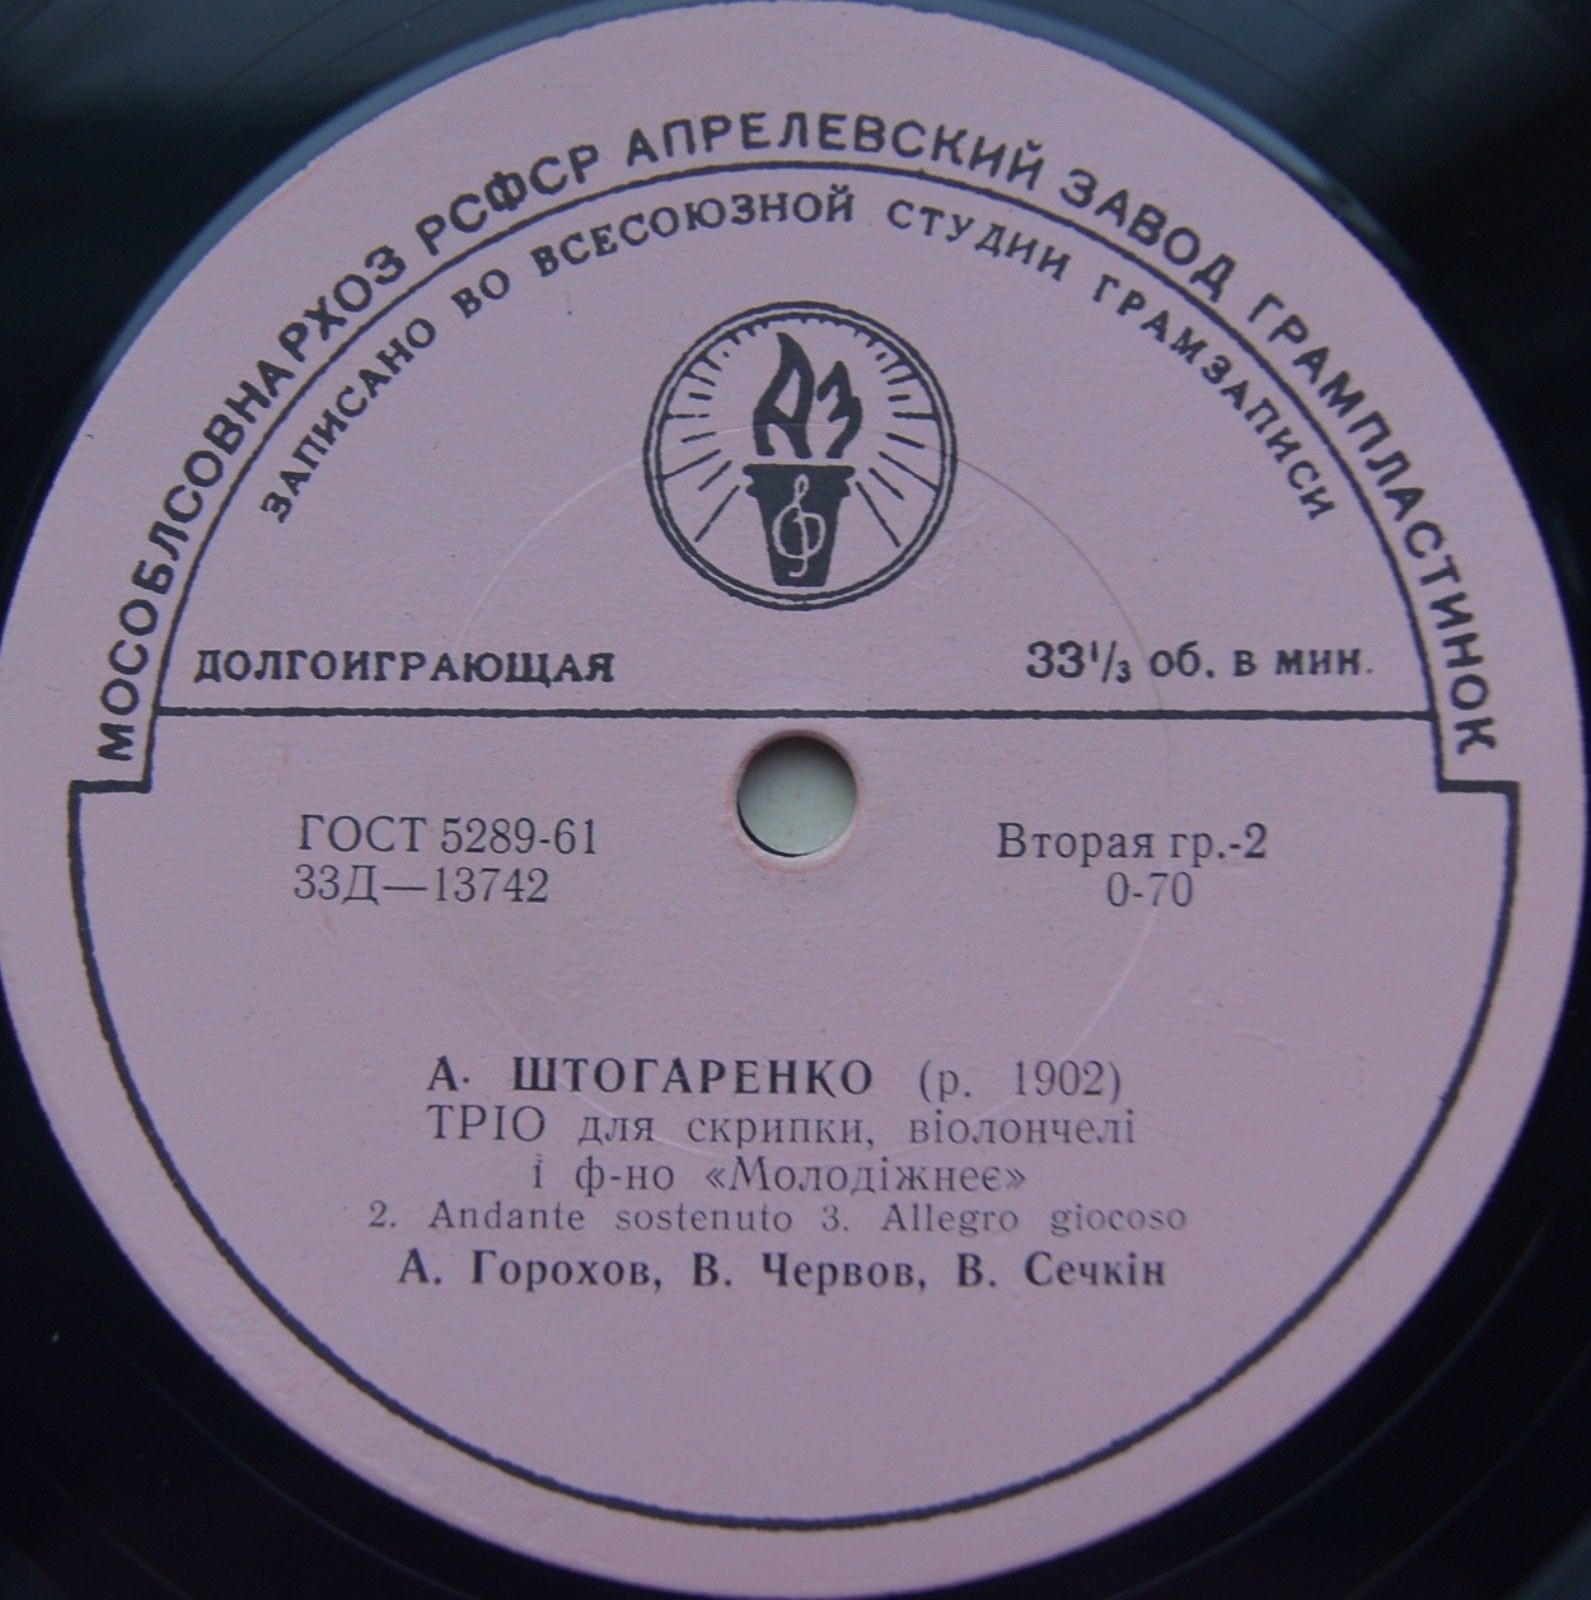 МОСОБЛСОВНАРХОЗ РСФСР АПРЕЛЕВСКИЙ ЗАВОД ГРАМПЛАСТИНОК
ЗАПИСАНО ВО ВСЕСОЮЗНОЙ СТУДИИ ГРАМЗАПИСИ
АЗ
ДОЛГОИГРАЮЩАЯ
33⅓ об. в мин.
ГОСТ 5289-61
33Д—13742
Вторая гр.-2
0-70
А. ШТОГАРЕНКО (р. 1902)
ТРІО для скрипки, віолончелі
і ф-но «Молодіжнеє»
2. Andante sostenuto 3. Allegro giocoso
А. Горохов, В. Червов, В. Сечкін